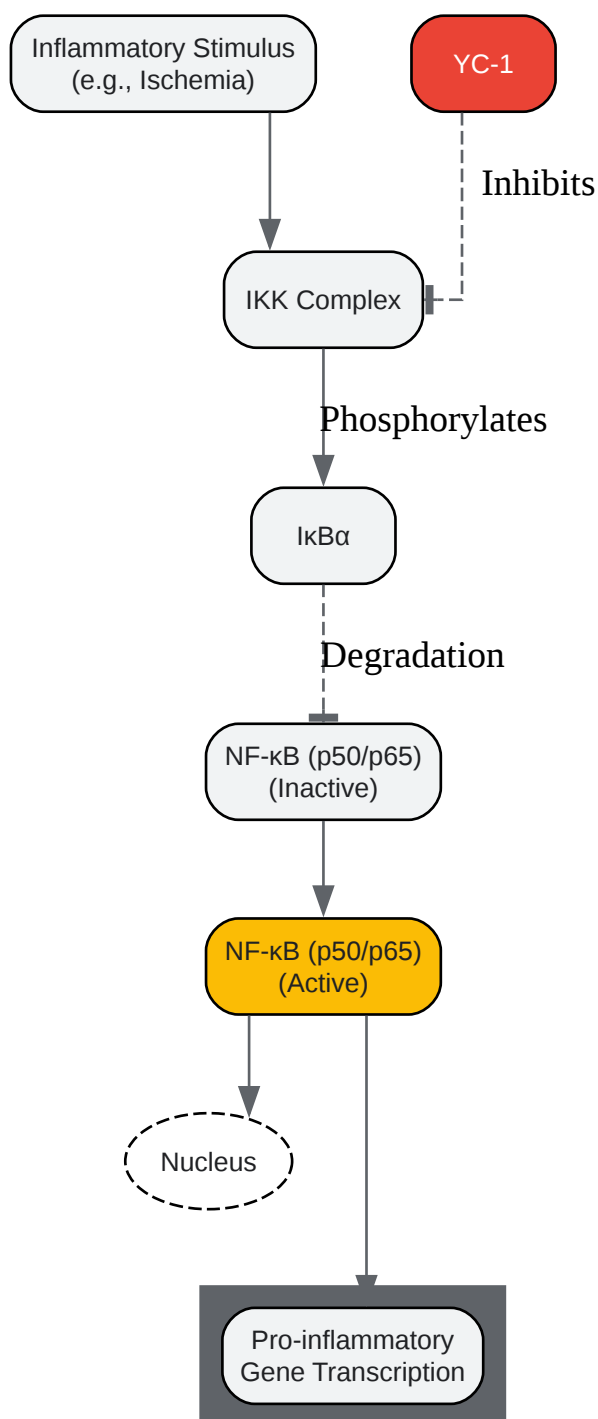 Inflammatory Stimulus
(e.g., Ischemia)
YC-1
Inhibits
IKK Complex
Phosphorylates
IκBα
Degradation
NF-κB (p50/p65)
(Inactive)
NF-κB (p50/p65)
(Active)
Nucleus
Pro-inflammatory
Gene Transcription